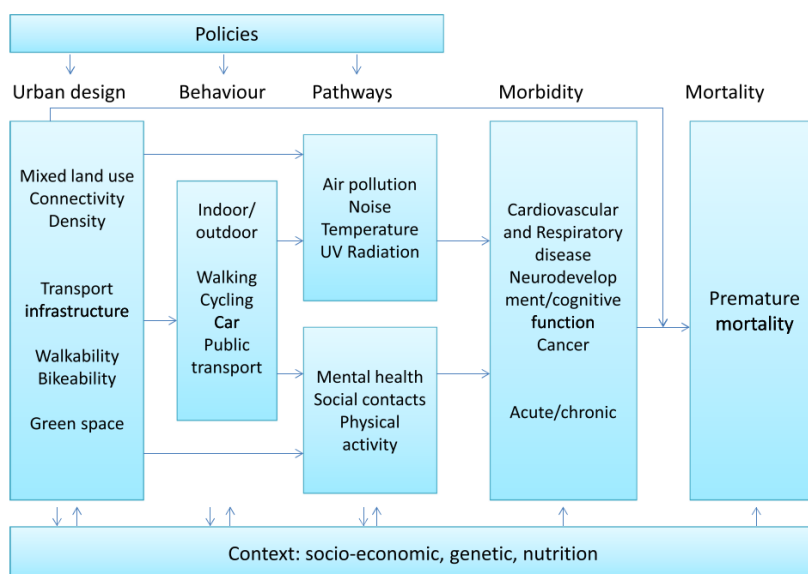 Policies
Urban design
Behaviour
Pathways
Morbidity
Mortality
Mixed land use
Connectivity
Density
Transport
infrastructure
Walkability
Bikeability
Green space
Indoor/
outdoor
Walking
Cycling
Car
Public
transport
Air pollution
Noise
Temperature
UV Radiation
Mental health
Social contacts
Physical
activity
Cardiovascular
and Respiratory
disease
Neurodevelop
ment/cognitive
function
Cancer
Acute/chronic
Premature
mortality
Context: socio-economic, genetic, nutrition